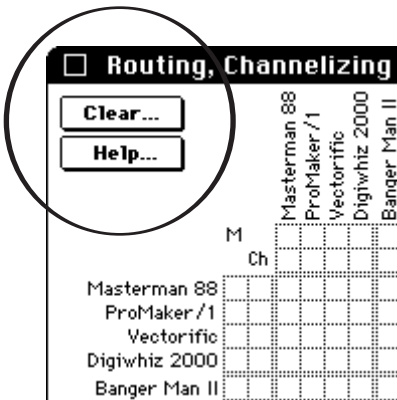 Routing, Channelizing
Clear...
Help...
Masterman 88
ProMaker/1
Vectorific
Digiwhiz 2000
Banger Man II
M
Ch
Masterman 88
ProMaker/1
Vectorific
Digiwhiz 2000
Banger Man II